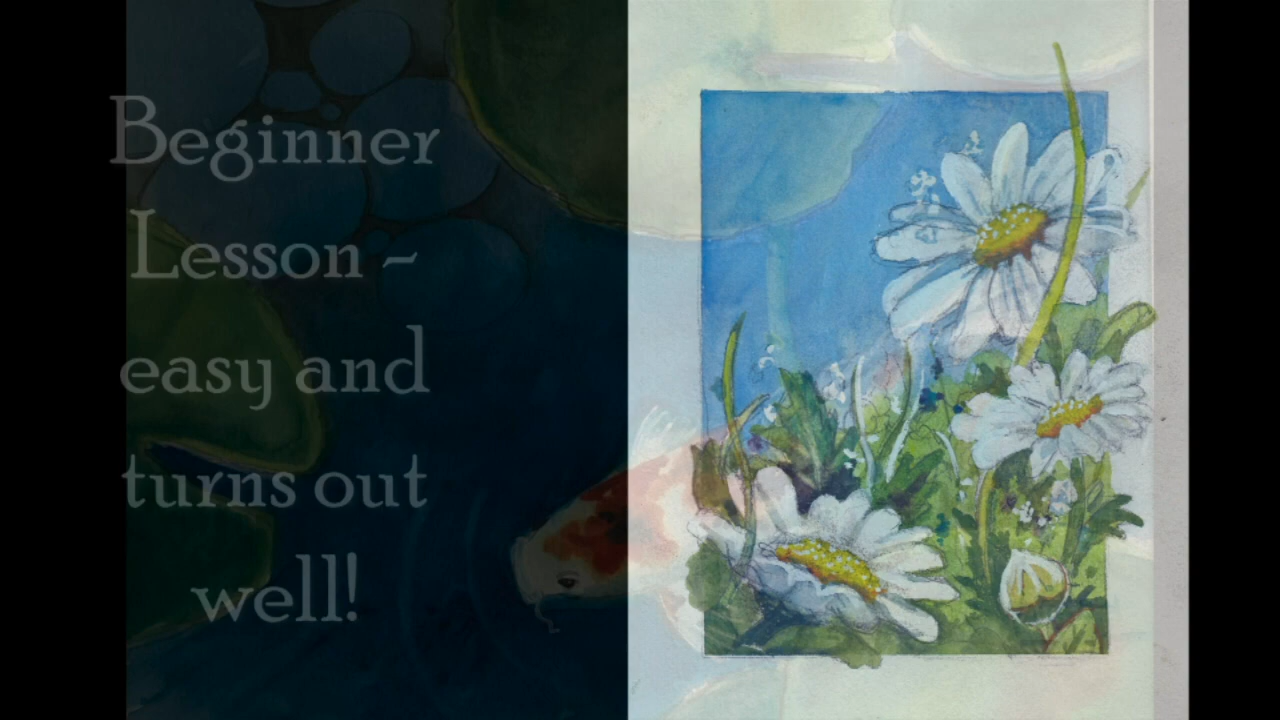 Beginner
Lesson ~
easy and
turns out
well!